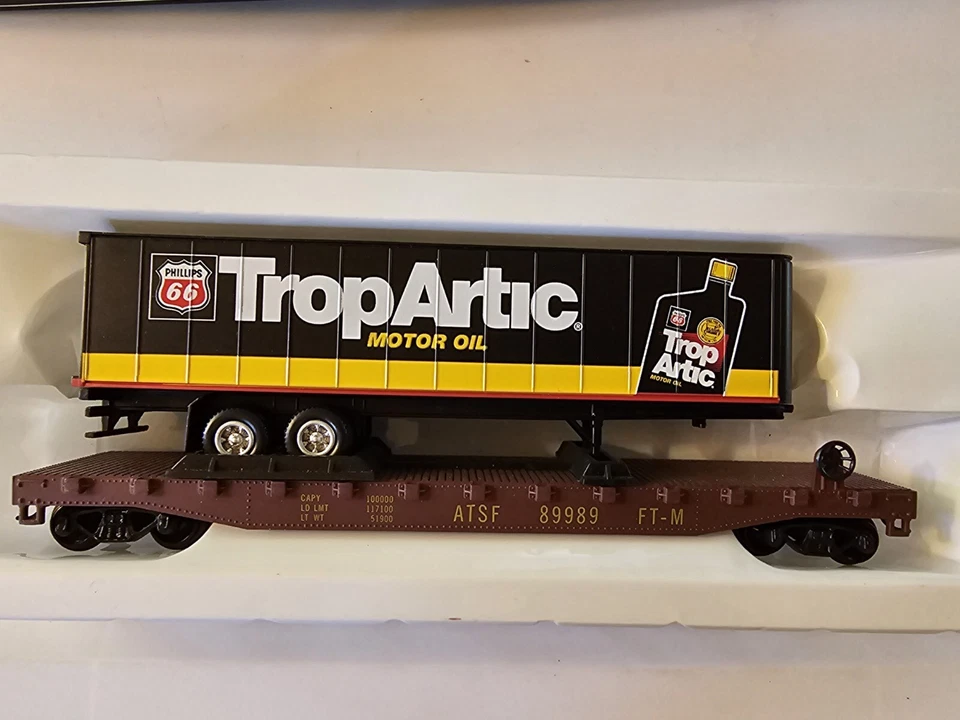 PHILLIPS
66
TropArtic®
MOTOR OIL
66
Trop
Artic
MOTOR OIL
CAPY 100000
LD LMT 117100
LT WT 51900
ATSF 89989 FT-M